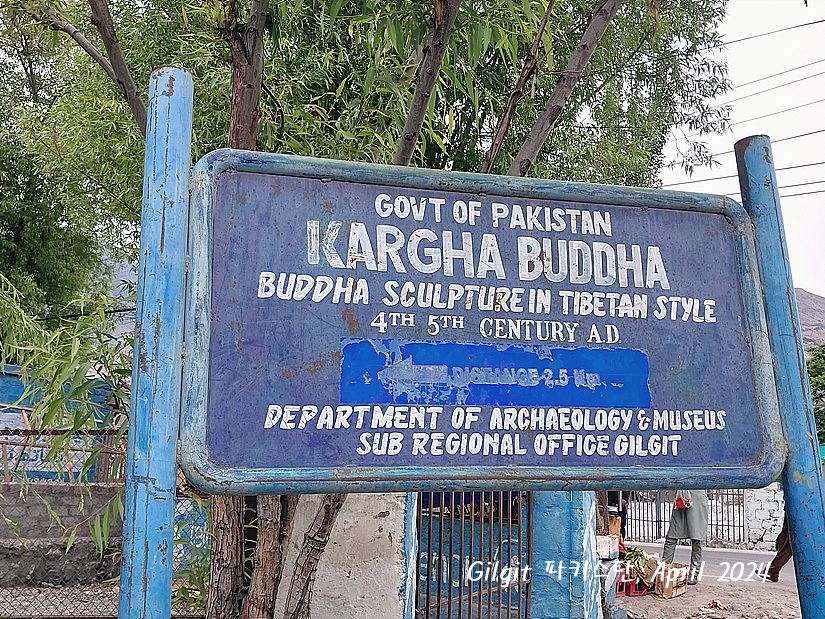 GOVT OF PAKISTAN
KARGHA BUDDHA
BUDDHA SCULPTURE IN TIBETAN STYLE
4TH 5TH CENTURY A.D.
DISTANCE 2.5 Km
DEPARTMENT OF ARCHAEOLOGY & MUSEUS
SUB REGIONAL OFFICE GILGIT
Gilgit 파키스탄, April 2024